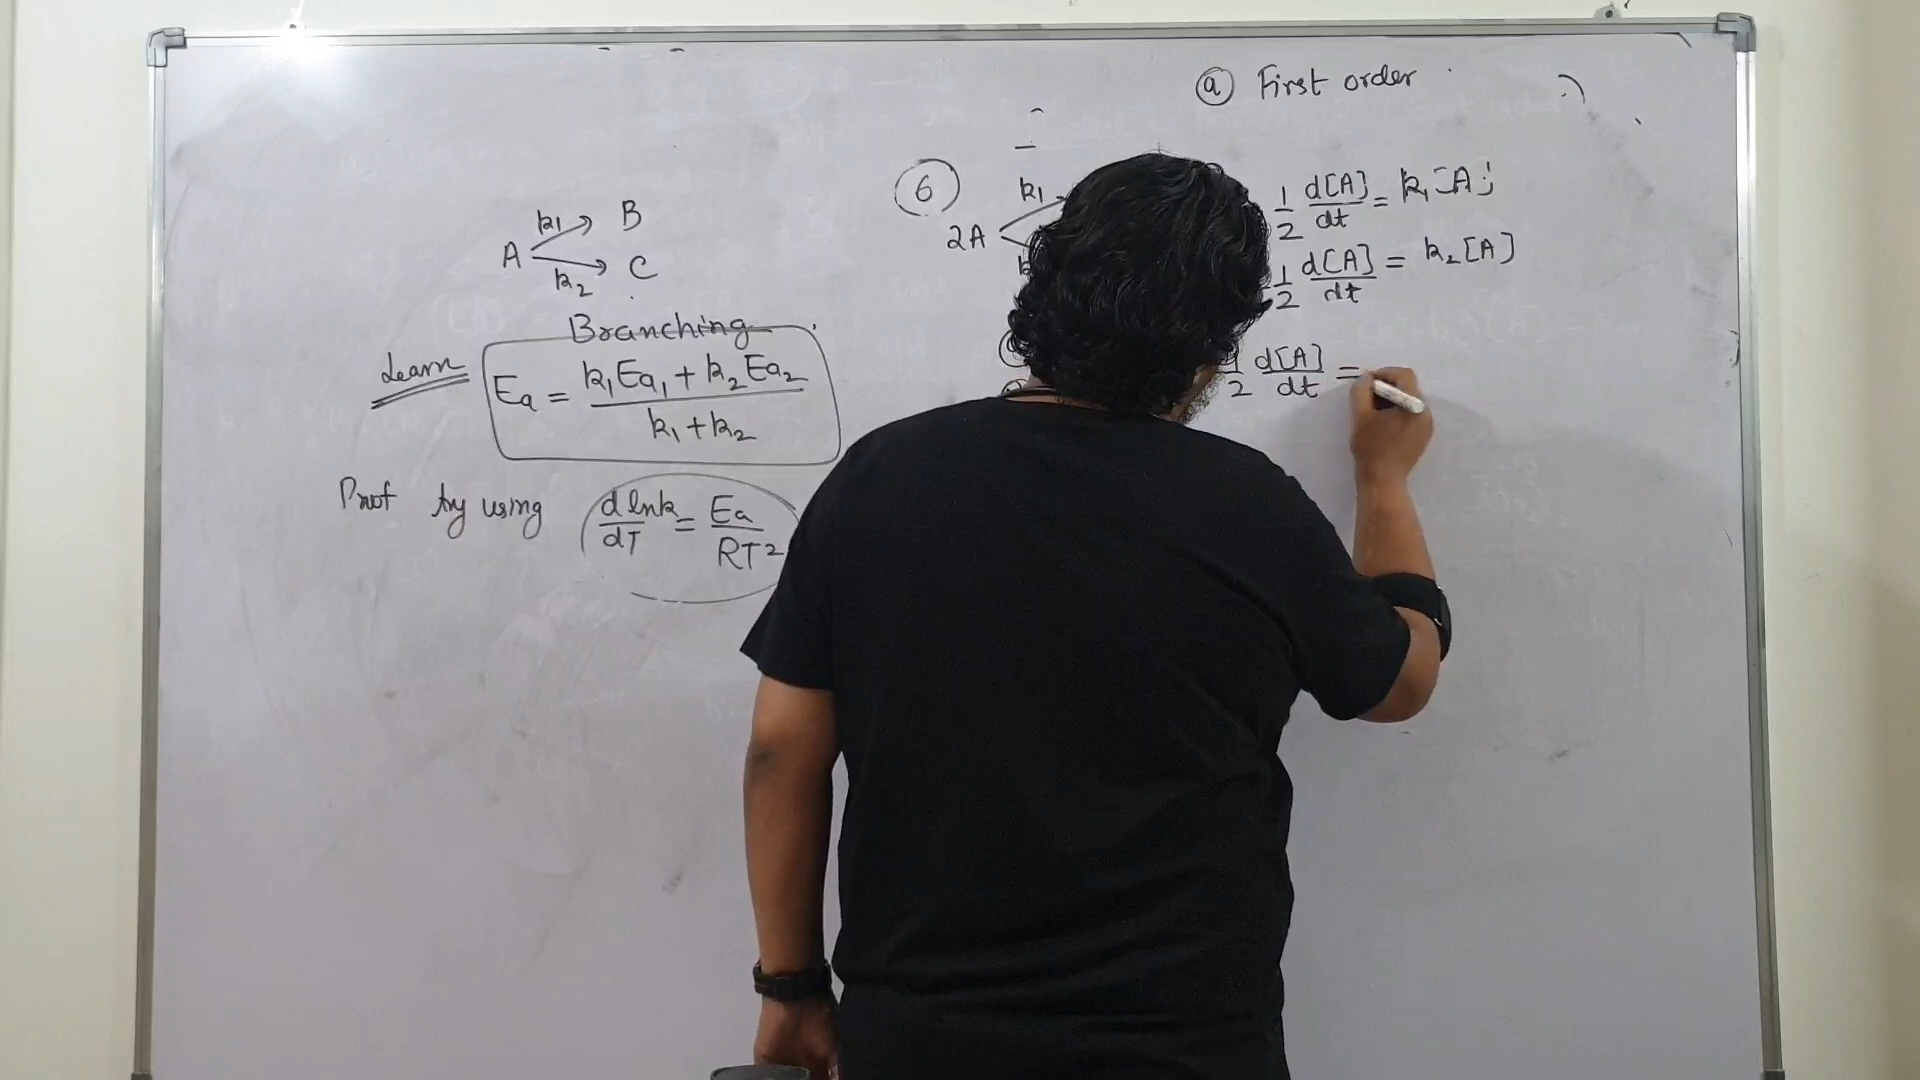 A
k₁
B
k₂
C
Branching
Learn
Ea = (k₁Ea₁ + k₂Ea₂)/(k₁ + k₂)
by using d lnk/dT = Ea/RT²
ⓐ First order
⑥
2A
k₁
1/2 d[A]/dt = k₁[A]
1/2 d[A]/dt = k₂[A]
1/2 d[A]/dt =